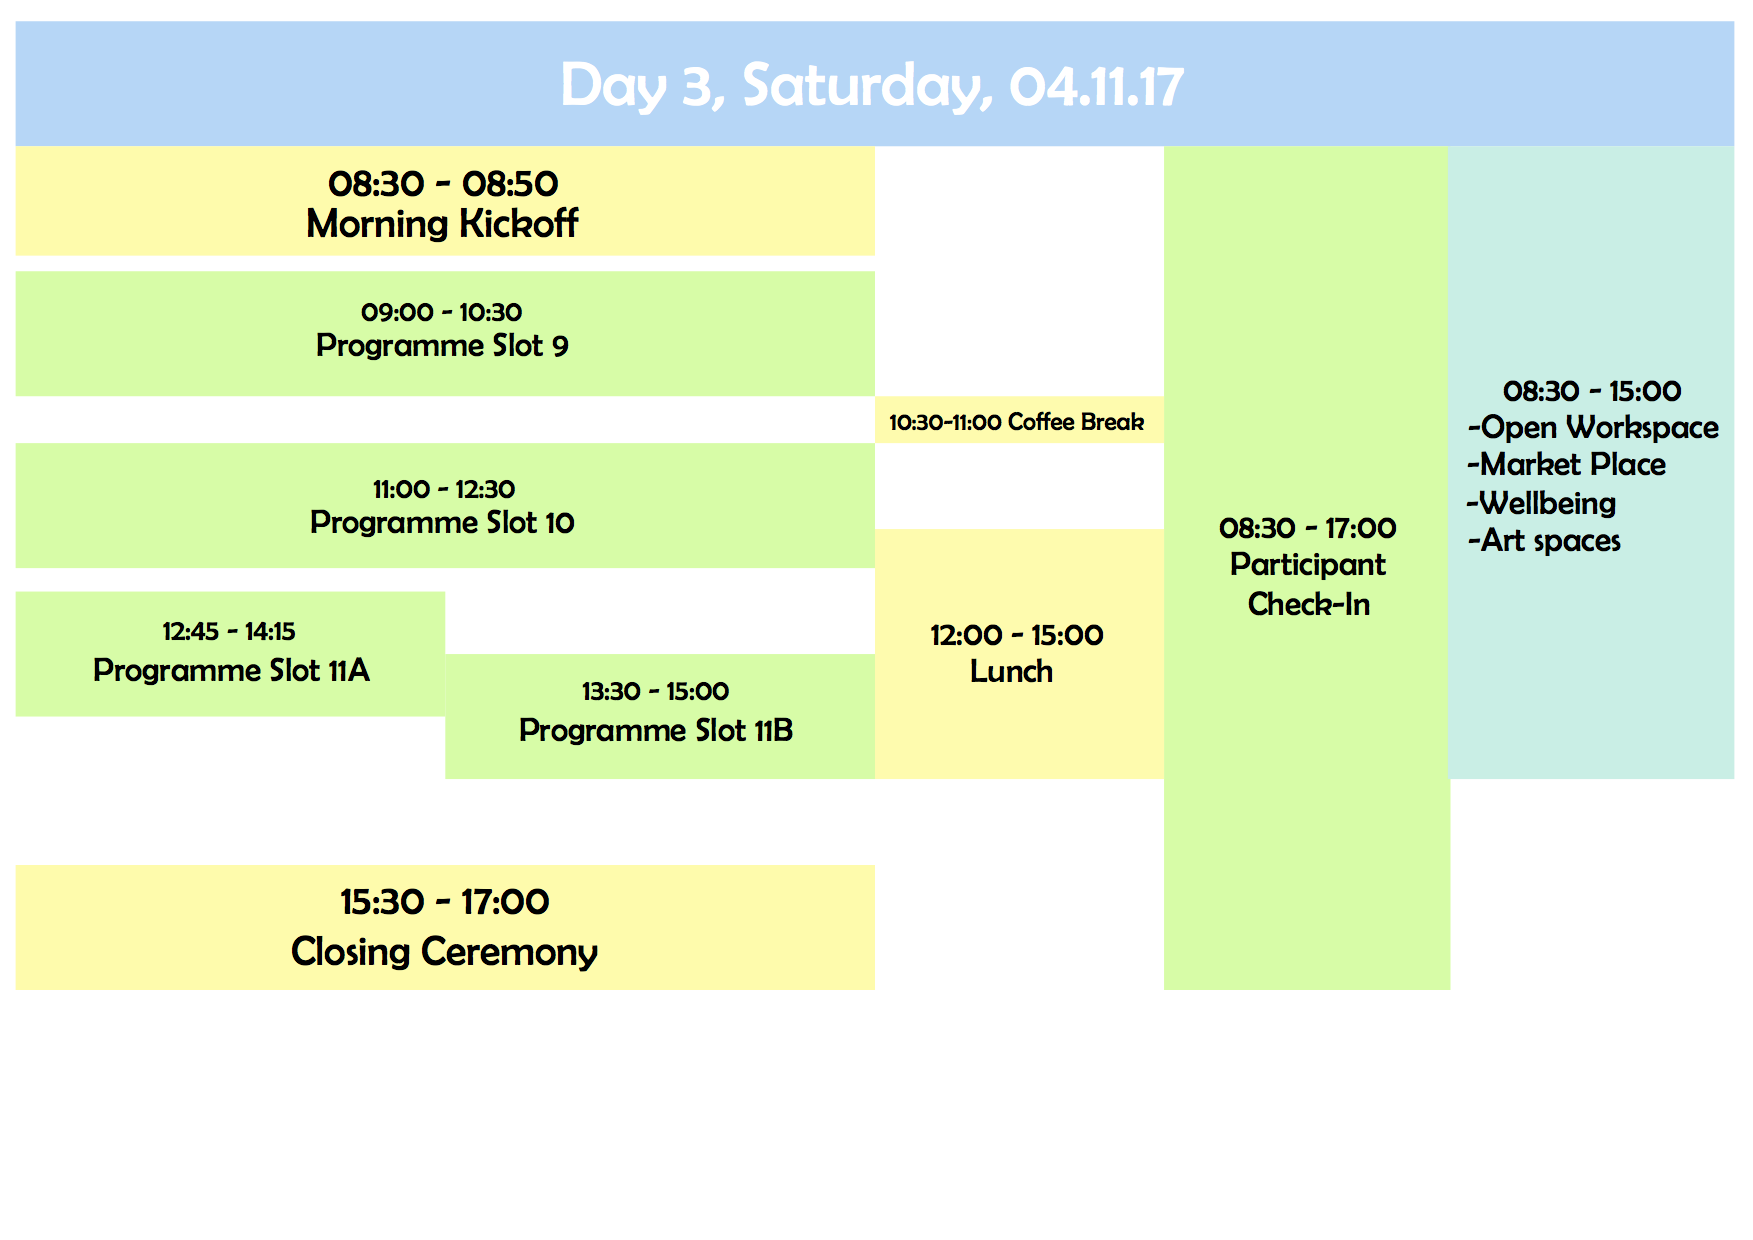 Day 3, Saturday, 04.11.17
08:30 - 08:50
Morning Kickoff
09:00 - 10:30
Programme Slot 9
10:30-11:00 Coffee Break
11:00 - 12:30
Programme Slot 10
12:45 - 14:15
Programme Slot 11A
13:30 - 15:00
Programme Slot 11B
12:00 - 15:00
Lunch
08:30 - 17:00
Participant
Check-In
08:30 - 15:00
-Open Workspace
-Market Place
-Wellbeing
-Art spaces
15:30 - 17:00
Closing Ceremony